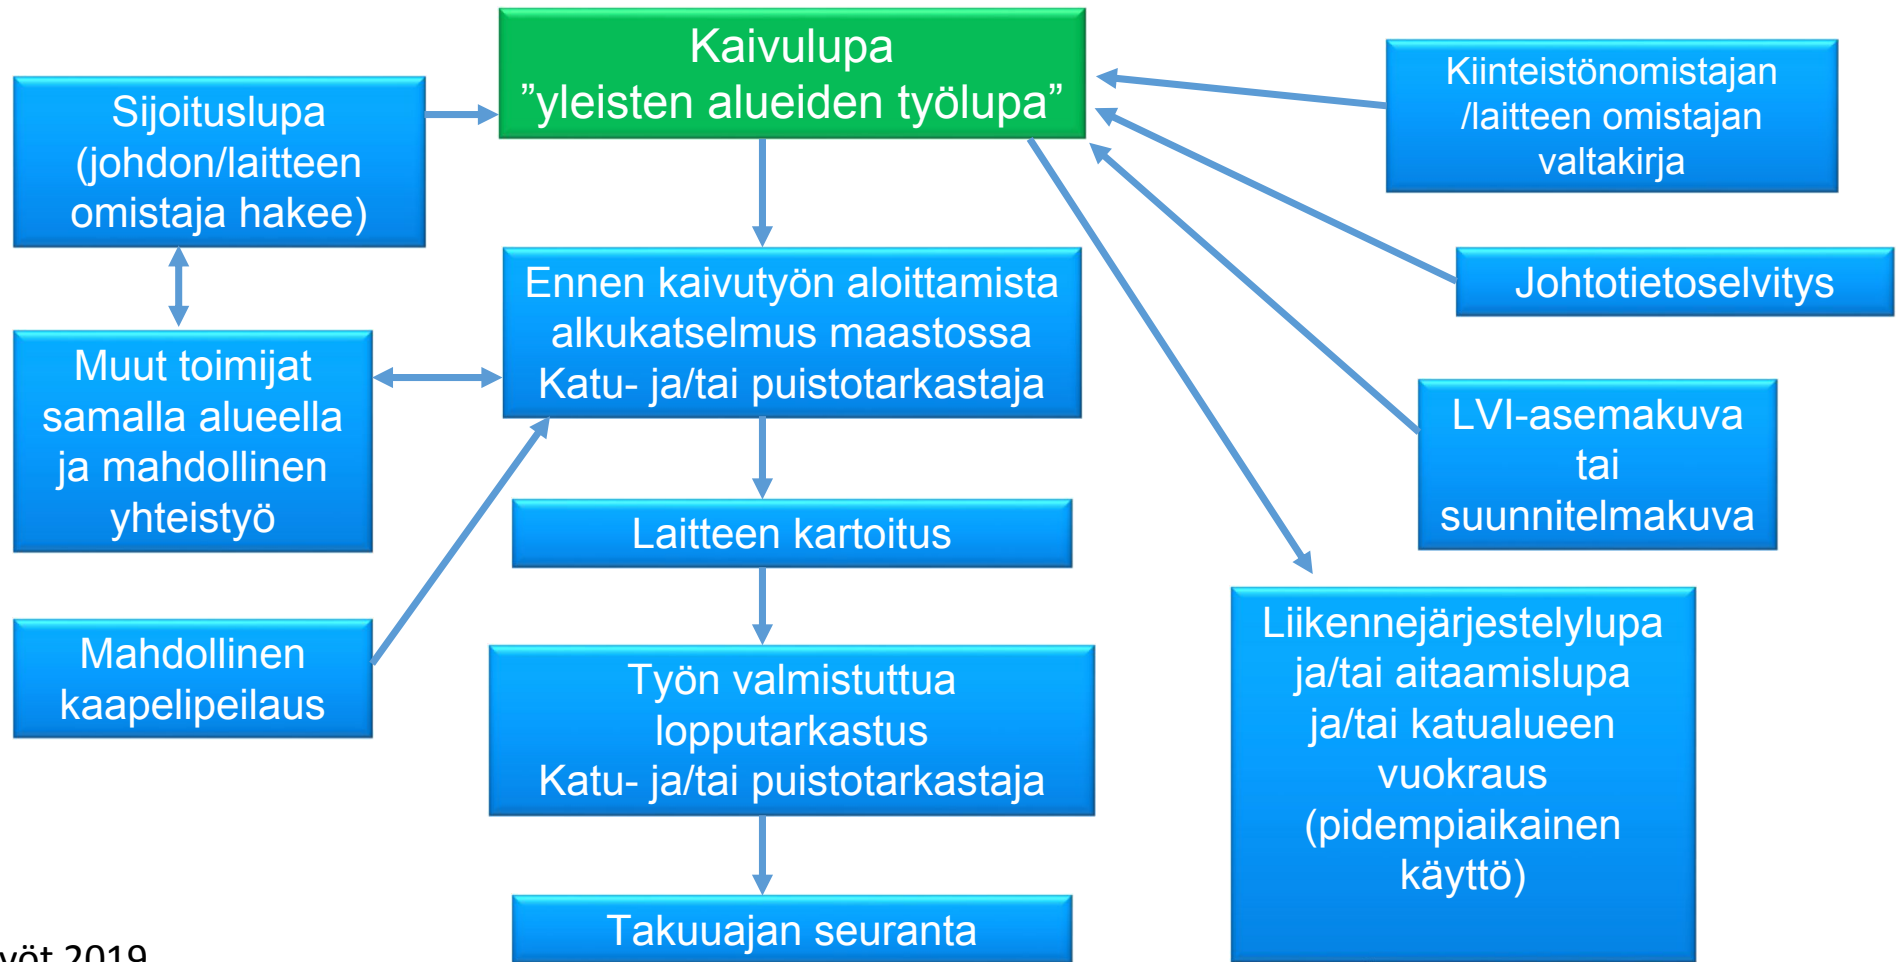 Kaivulupa
”yleisten alueiden työlupa”
Sijoituslupa
(johdon/laitteen
omistaja hakee)
Kiinteistönomistajan
/laitteen omistajan
valtakirja
Ennen kaivutyön aloittamista
alkukatselmus maastossa
Katu- ja/tai puistotarkastaja
Johtotietoselvitys
Muut toimijat
samalla alueella
ja mahdollinen
yhteistyö
LVI-asemakuva
tai
suunnitelmakuva
Laitteen kartoitus
Mahdollinen
kaapelipeilaus
Työn valmistuttua
lopputarkastus
Katu- ja/tai puistotarkastaja
Liikennejärjestelylupa
ja/tai aitaamislupa
ja/tai katualueen
vuokraus
(pidempiaikainen
käyttö)
Takuuajan seuranta
2019